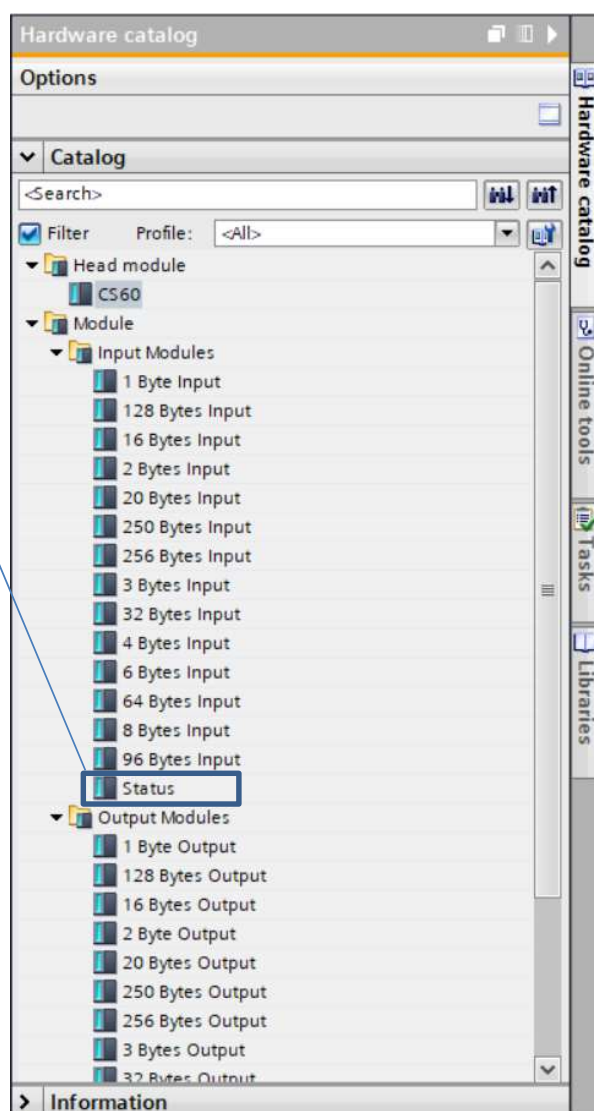 Hardware catalog
Options
Catalog
<Search>
Filter Profile: <All>
Head module
CS60
Module
Input Modules
1 Byte Input
128 Bytes Input
16 Bytes Input
2 Bytes Input
20 Bytes Input
250 Bytes Input
256 Bytes Input
3 Bytes Input
32 Bytes Input
4 Bytes Input
6 Bytes Input
64 Bytes Input
8 Bytes Input
96 Bytes Input
Status
Output Modules
1 Byte Output
128 Bytes Output
16 Bytes Output
2 Byte Output
20 Bytes Output
250 Bytes Output
256 Bytes Output
3 Bytes Output
32 Bytes Output
Information
Hardware catalog
Online tools
Tasks
Libraries